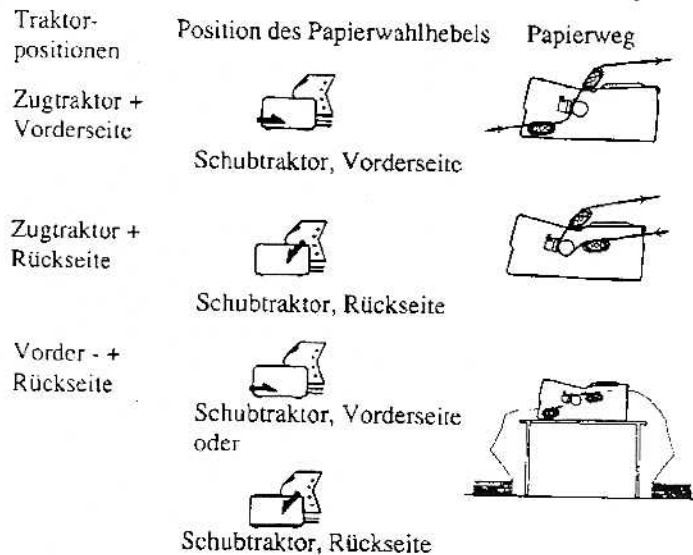 Traktor-
positionen
Position des Papierwahlhebels
Papierweg
Zugtraktor +
Vorderseite
Schubtraktor, Vorderseite
Zugtraktor +
Rückseite
Schubtraktor, Rückseite
Vorder - +
Rückseite
Schubtraktor, Vorderseite
oder
Schubtraktor, Rückseite